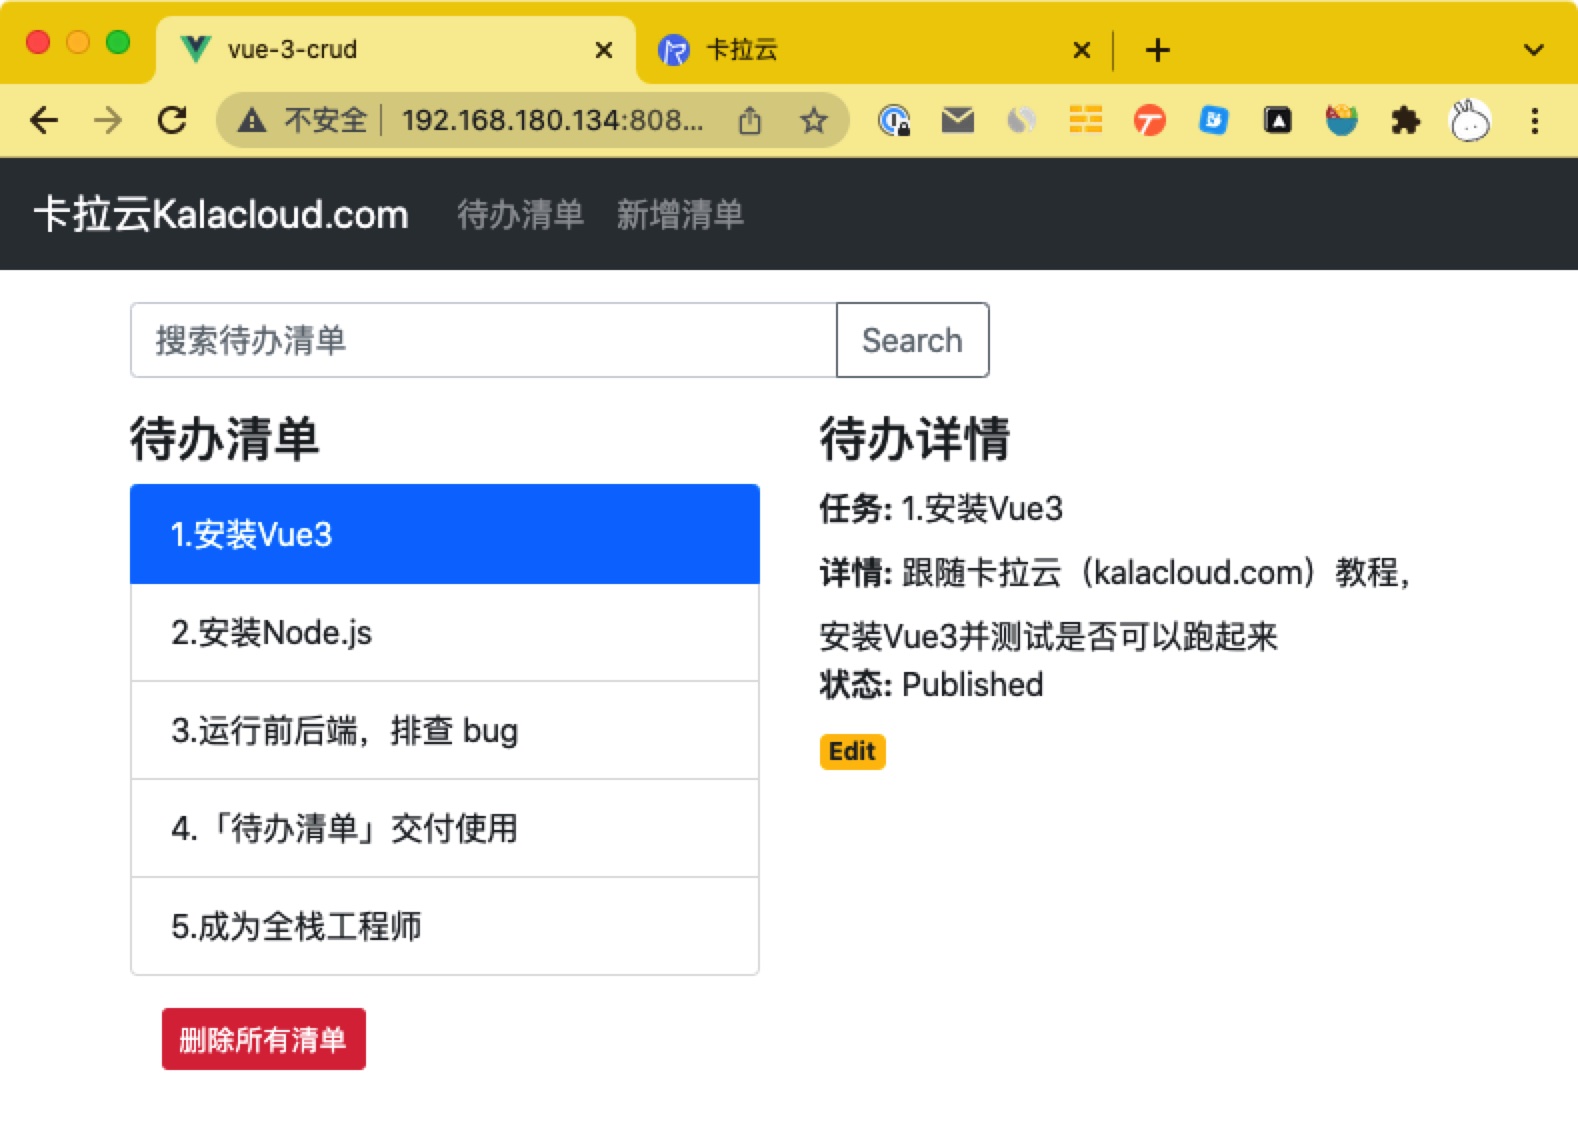 vue-3-crud
卡拉云
不安全 192.168.180.134:808...
卡拉云Kalacloud.com 待办清单 新增清单
搜索待办清单 Search
待办清单
1.安装Vue3
2.安装Node.js
3.运行前后端，排查 bug
4.「待办清单」交付使用
5.成为全栈工程师
删除所有清单
待办详情
任务: 1.安装Vue3
详情: 跟随卡拉云（kalacloud.com）教程，
安装Vue3并测试是否可以跑起来
状态: Published
Edit